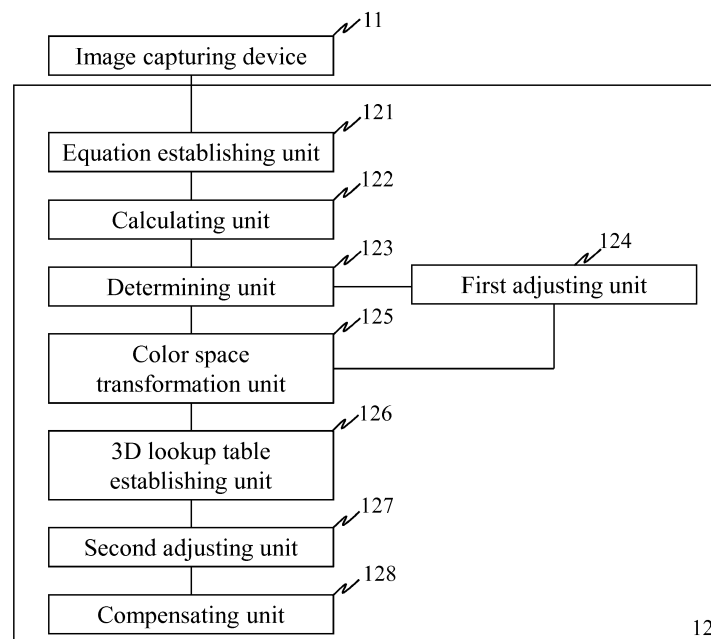 11
Image capturing device
121
Equation establishing unit
122
Calculating unit
123
Determining unit
124
First adjusting unit
125
Color space
transformation unit
126
3D lookup table
establishing unit
127
Second adjusting unit
128
Compensating unit
12